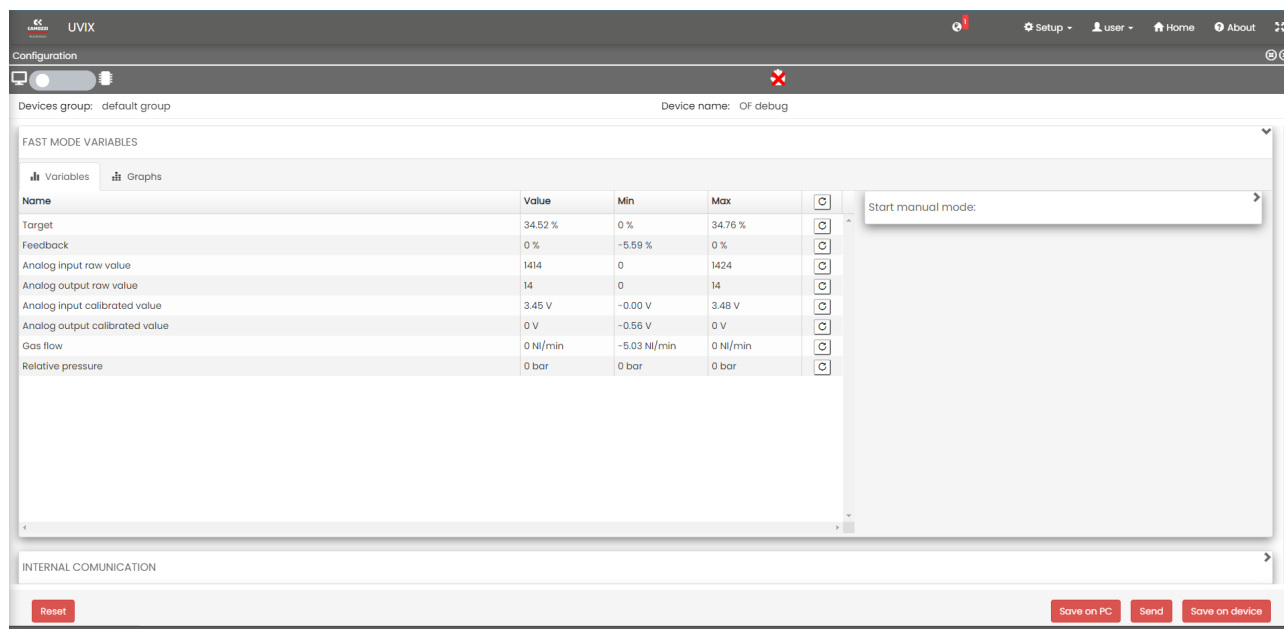 CAMOZZI UVIX 1 Setup user Home About
Configuration
Devices group: default group Device name: OF debug
FAST MODE VARIABLES
Variables Graphs
Name Value Min Max
Start manual mode:
Target 34.52 % 0 % 34.76 %
Feedback 0 % -5.59 % 0 %
Analog input raw value 1414 0 1424
Analog output raw value 14 0 14
Analog input calibrated value 3.45 V -0.00 V 3.48 V
Analog output calibrated value 0 V -0.56 V 0 V
Gas flow 0 Nl/min -5.03 Nl/min 0 Nl/min
Relative pressure 0 bar 0 bar 0 bar
INTERNAL COMUNICATION
Reset Save on PC Send Save on device